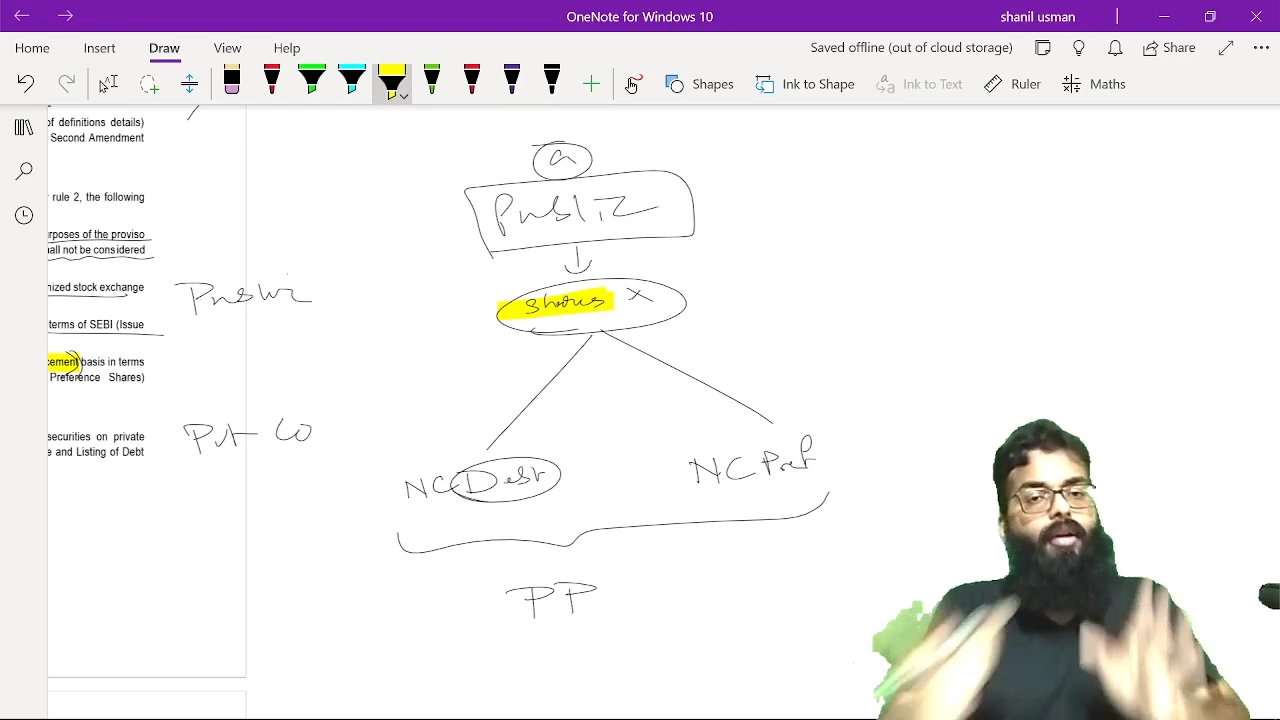 OneNote for Windows 10
shanil usman
Home
Insert
Draw
View
Help
Saved offline (out of cloud storage)
Share
Shapes
Ink to Shape
Ink to Text
Ruler
Maths
of definitions details)
Second Amendment
rule 2, the following
rposes of the proviso
hall not be considered
nized stock exchange
terms of SEBI (Issue
cement) basis in terms
Preference Shares)
securities on private
e and Listing of Debt
Public
Pvt Co
a
Public
Shares X
NC Debt
NC Pref
PP